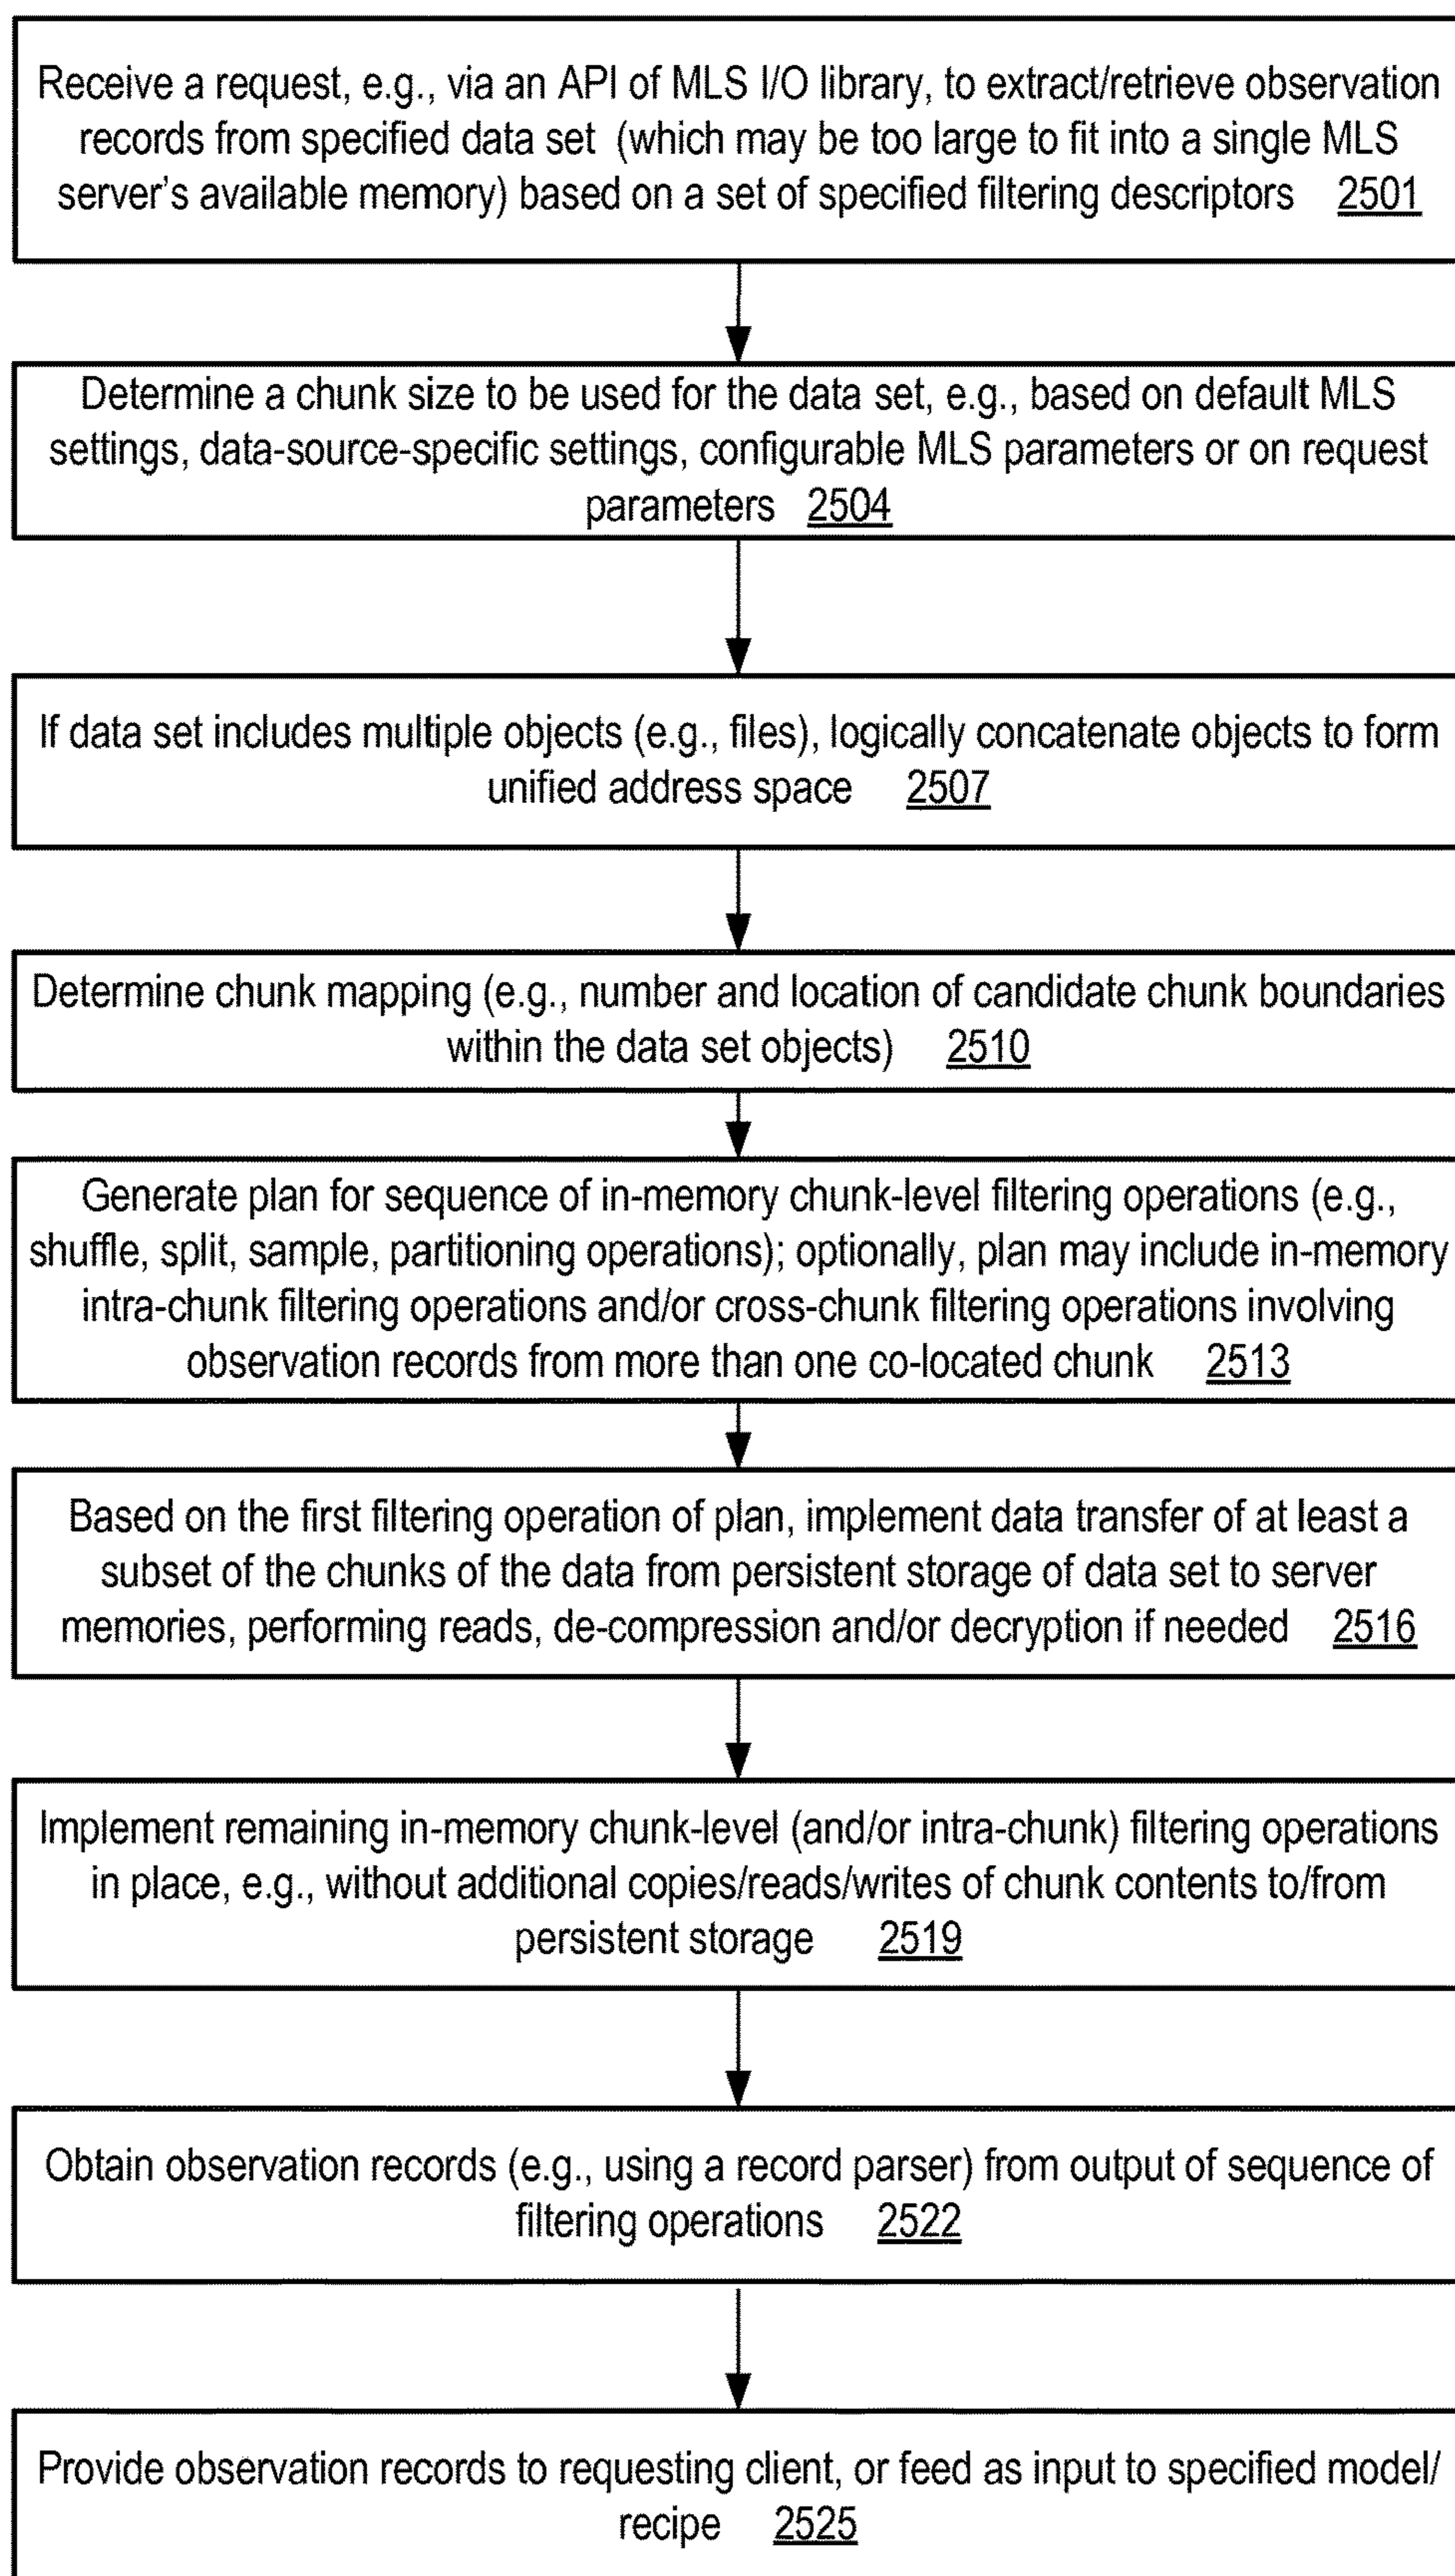 Receive a request, e.g., via an API of MLS I/O library, to extract/retrieve observation
records from specified data set (which may be too large to fit into a single MLS
server's available memory) based on a set of specified filtering descriptors 2501
Determine a chunk size to be used for the data set, e.g., based on default MLS
settings, data-source-specific settings, configurable MLS parameters or on request
parameters 2504
If data set includes multiple objects (e.g., files), logically concatenate objects to form
unified address space 2507
Determine chunk mapping (e.g., number and location of candidate chunk boundaries
within the data set objects) 2510
Generate plan for sequence of in-memory chunk-level filtering operations (e.g.,
shuffle, split, sample, partitioning operations); optionally, plan may include in-memory
intra-chunk filtering operations and/or cross-chunk filtering operations involving
observation records from more than one co-located chunk 2513
Based on the first filtering operation of plan, implement data transfer of at least a
subset of the chunks of the data from persistent storage of data set to server
memories, performing reads, de-compression and/or decryption if needed 2516
Implement remaining in-memory chunk-level (and/or intra-chunk) filtering operations
in place, e.g., without additional copies/reads/writes of chunk contents to/from
persistent storage 2519
Obtain observation records (e.g., using a record parser) from output of sequence of
filtering operations 2522
Provide observation records to requesting client, or feed as input to specified model/
recipe 2525